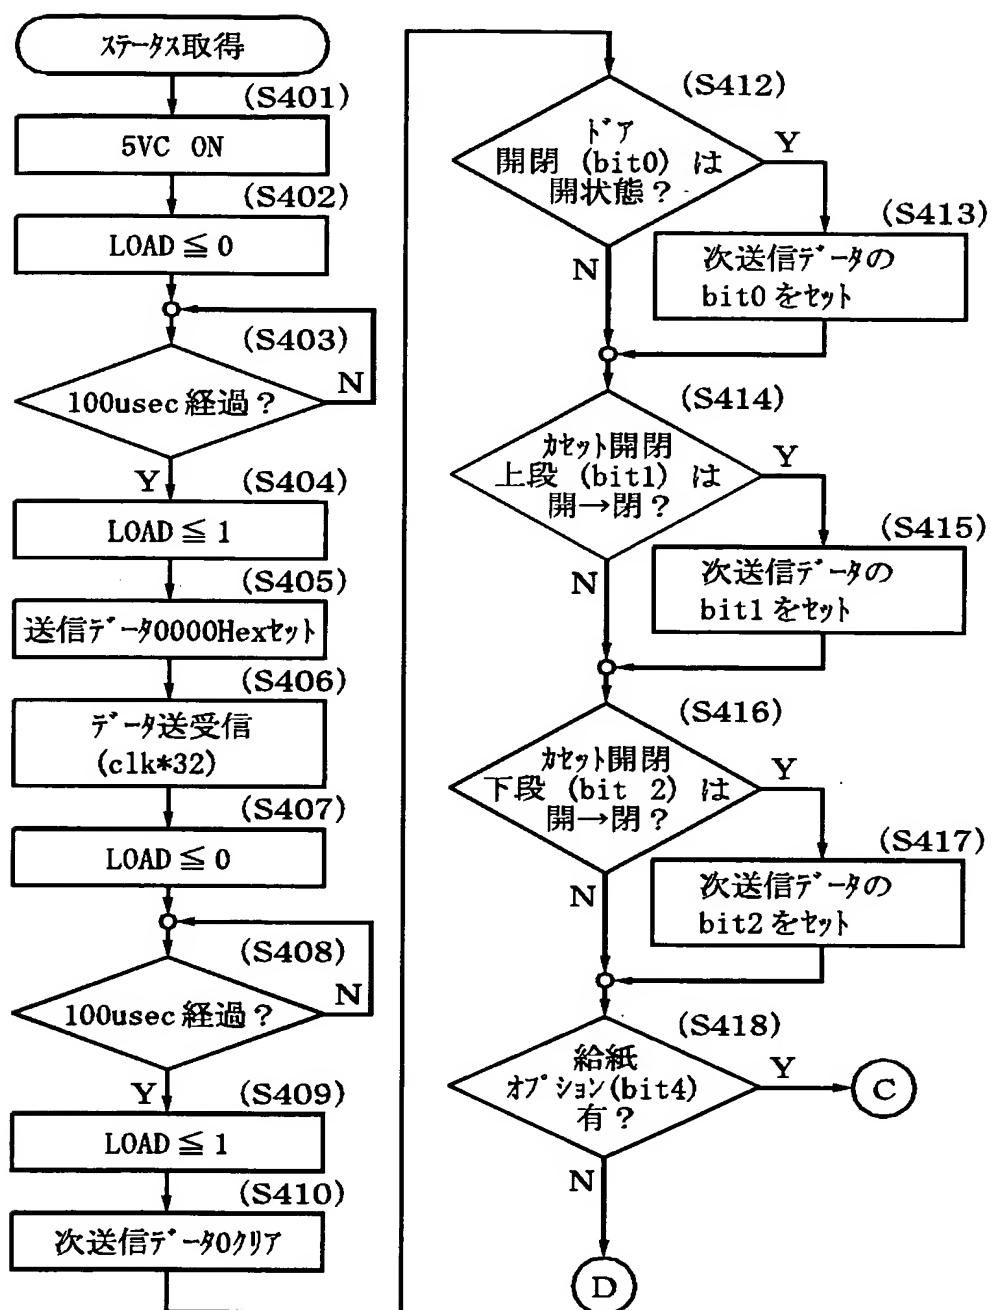 ステータス取得
(S401)
5VC ON
(S402)
LOAD ≦ 0
(S403)
100usec 経過？
N
Y
(S404)
LOAD ≦ 1
(S405)
送信データ0000Hexセット
(S406)
データ送受信
(clk*32)
(S407)
LOAD ≦ 0
(S408)
100usec 経過？
N
Y
(S409)
LOAD ≦ 1
(S410)
次送信データ0クリア
(S412)
ドア
開閉 (bit0) は
開状態？
Y
N
(S413)
次送信データの
bit0 をセット
(S414)
カセット開閉
上段 (bit1) は
開→閉？
Y
N
(S415)
次送信データの
bit1 をセット
(S416)
カセット開閉
下段 (bit 2) は
開→閉？
Y
N
(S417)
次送信データの
bit2 をセット
(S418)
給紙
オプション(bit4)
有？
Y
C
N
D